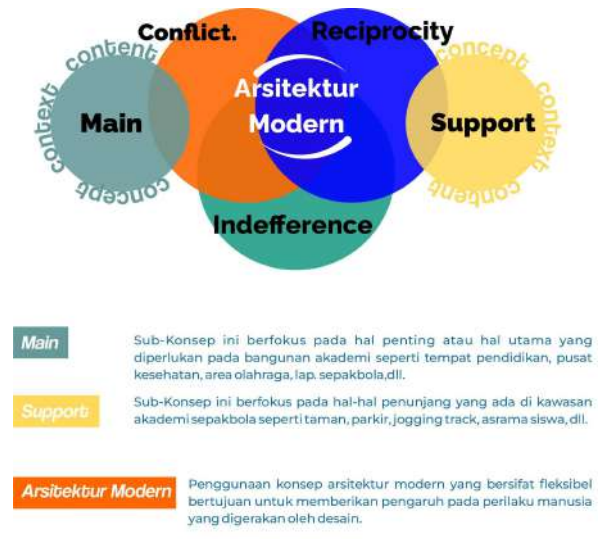 Conflict.
Reciprocity
content
context
concept
Main
Arsitektur
Modern
concept
context
content
Support
Indefference
Main
Sub-Konsep ini berfokus pada hal penting atau hal utama yang
diperlukan pada bangunan akademi seperti tempat pendidikan, pusat
kesehatan, area olahraga, lap. sepakbola,dll.
Support
Sub-Konsep ini berfokus pada hal-hal penunjang yang ada di kawasan
akademi sepakbola seperti taman, parkir, jogging track, asrama siswa, dll.
Arsitektur Modern
Penggunaan konsep arsitektur modern yang bersifat fleksibel
bertujuan untuk memberikan pengaruh pada perilaku manusia
yang digerakan oleh desain.